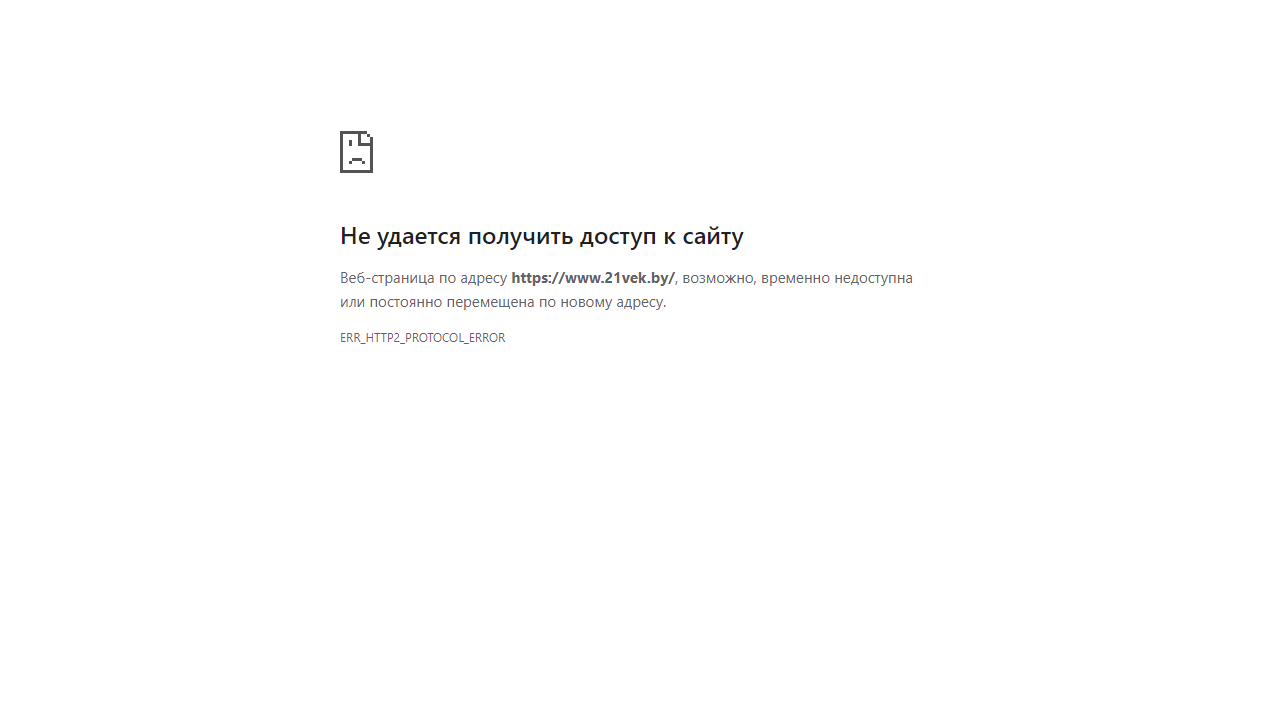 Не удается получить доступ к сайту
Веб-страница по адресу https://www.21vek.by/, возможно, временно недоступна
или постоянно перемещена по новому адресу.
ERR_HTTP2_PROTOCOL_ERROR